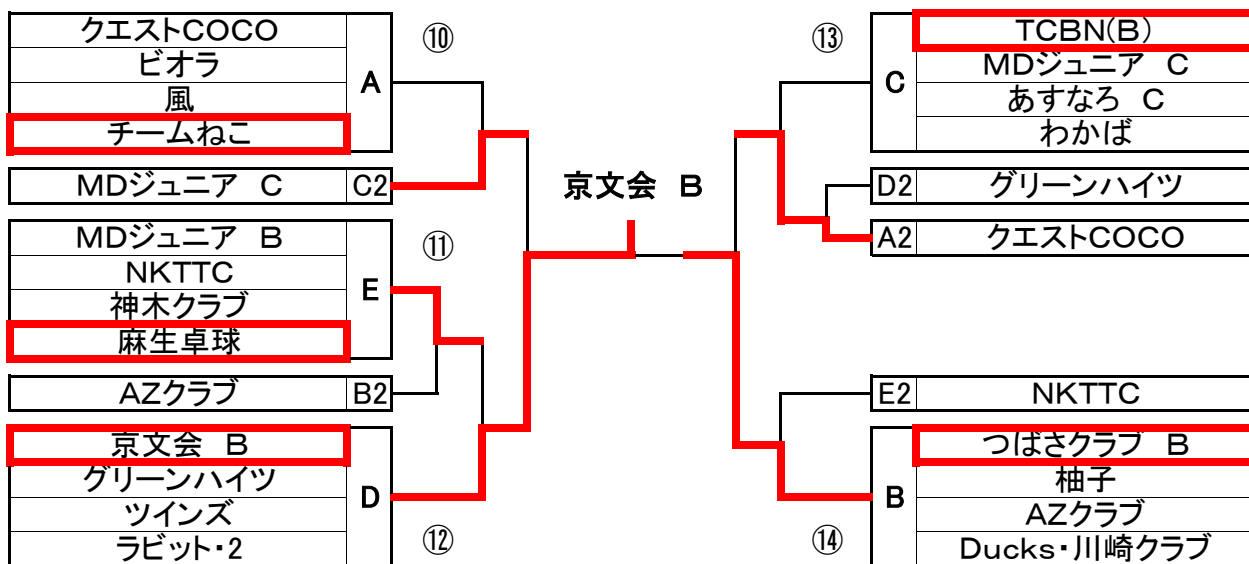 クエストCOCO
ビオラ
風
チームねこ
A
⑩
MDジュニア C
C2
MDジュニア B
NKTTC
神木クラブ
麻生卓球
E
⑪
AZクラブ
B2
京文会 B
グリーンハイツ
ツインズ
ラビット・2
D
⑫
京文会 B
⑬
C
TCBN(B)
MDジュニア C
あすなろ C
わかば
D2
グリーンハイツ
A2
クエストCOCO
E2
NKTTC
B
つばさクラブ B
柚子
AZクラブ
Ducks・川崎クラブ
⑭